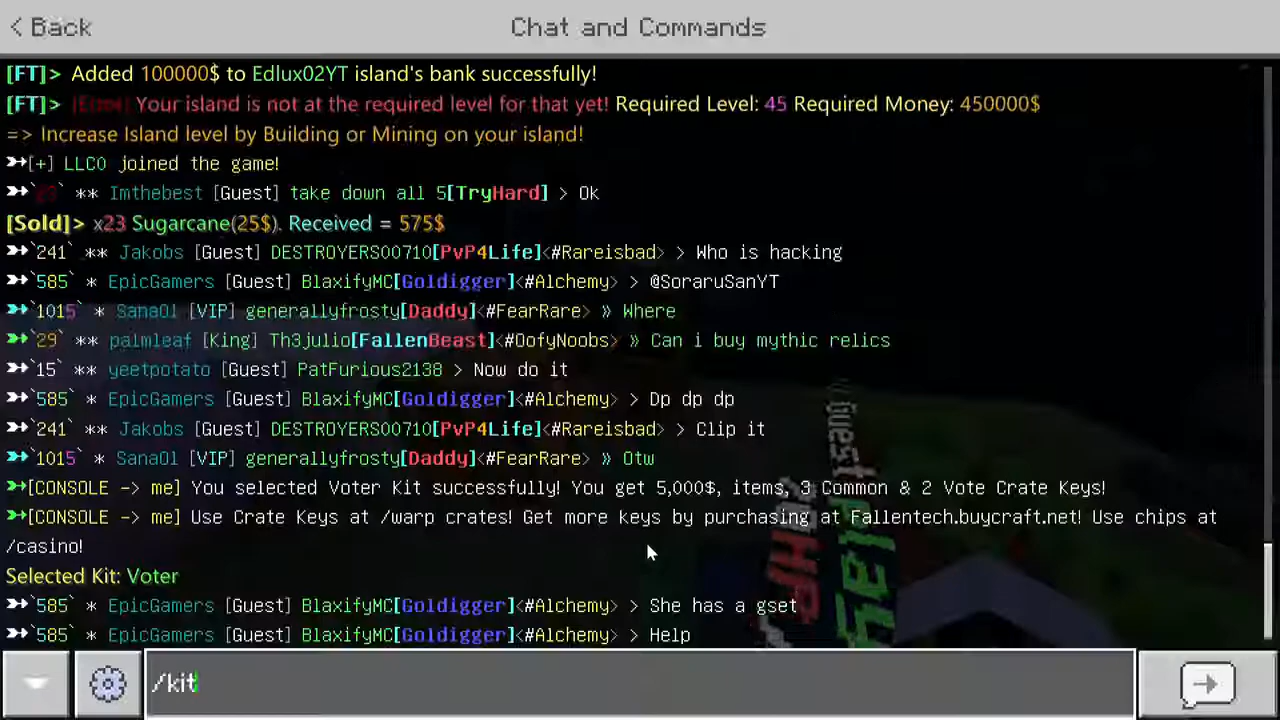 < Back
Chat and Commands
[FT]> Added 100000$ to Edlux02YT island's bank successfully!
[FT]> [Error] Your island is not at the required level for that yet! Required Level: 45 Required Money: 450000$
=> Increase Island level by Building or Mining on your island!
➳[+] LLC0 joined the game!
➳`23` ** Imthebest [Guest] take down all 5[TryHard] > Ok
[Sold]> x23 Sugarcane(25$). Received = 575$
➳`241` ** Jakobs [Guest] DESTROYERS00710[PvP4Life]<#Rareisbad> > Who is hacking
➳`585` * EpicGamers [Guest] BlaxifyMC[Goldigger]<#Alchemy> > @SoraruSanYT
➳`1015` * Sana01 [VIP] generallyfrosty[Daddy]<#FearRare> » Where
➳`29` ** palmleaf [King] Th3julio[FallenBeast]<#OofyNoobs> » Can i buy mythic relics
➳`15` ** yeetpotato [Guest] PatFurious2138 > Now do it
➳`585` * EpicGamers [Guest] BlaxifyMC[Goldigger]<#Alchemy> > Dp dp dp
➳`241` ** Jakobs [Guest] DESTROYERS00710[PvP4Life]<#Rareisbad> > Clip it
➳`1015` * Sana01 [VIP] generallyfrosty[Daddy]<#FearRare> » Otw
➳[CONSOLE -> me] You selected Voter Kit successfully! You get 5,000$, items, 3 Common & 2 Vote Crate Keys!
➳[CONSOLE -> me] Use Crate Keys at /warp crates! Get more keys by purchasing at Fallentech.buycraft.net! Use chips at
/casino!
Selected Kit: Voter
➳`585` * EpicGamers [Guest] BlaxifyMC[Goldigger]<#Alchemy> > She has a gset
➳`585` * EpicGamers [Guest] BlaxifyMC[Goldigger]<#Alchemy> > Help
/kit